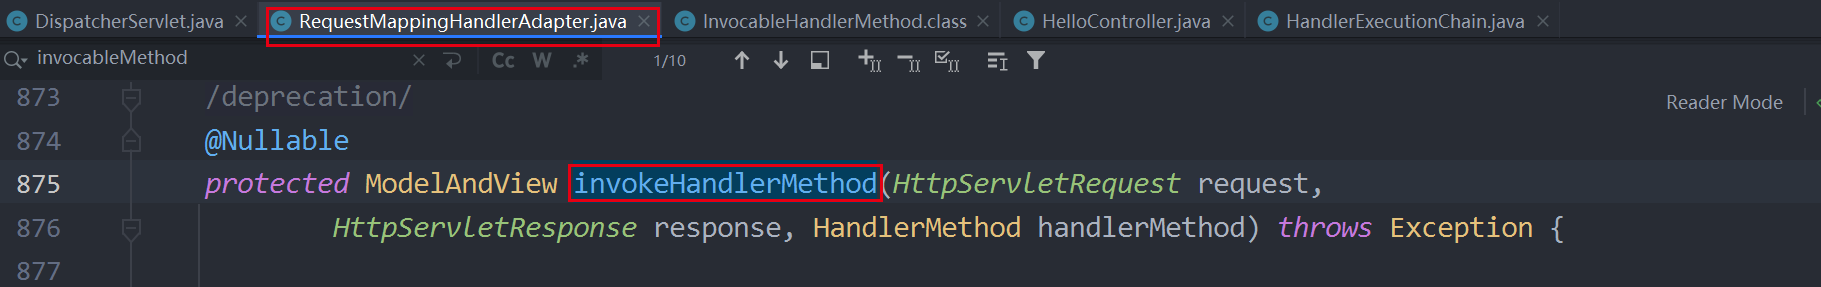 DispatcherServlet.java RequestMappingHandlerAdapter.java InvocableHandlerMethod.class HelloController.java HandlerExecutionChain.java
invocableMethod Cc W .* 1/10
873 /deprecation/ Reader Mode
874 @Nullable
875 protected ModelAndView invokeHandlerMethod(HttpServletRequest request,
876 HttpServletResponse response, HandlerMethod handlerMethod) throws Exception {
877